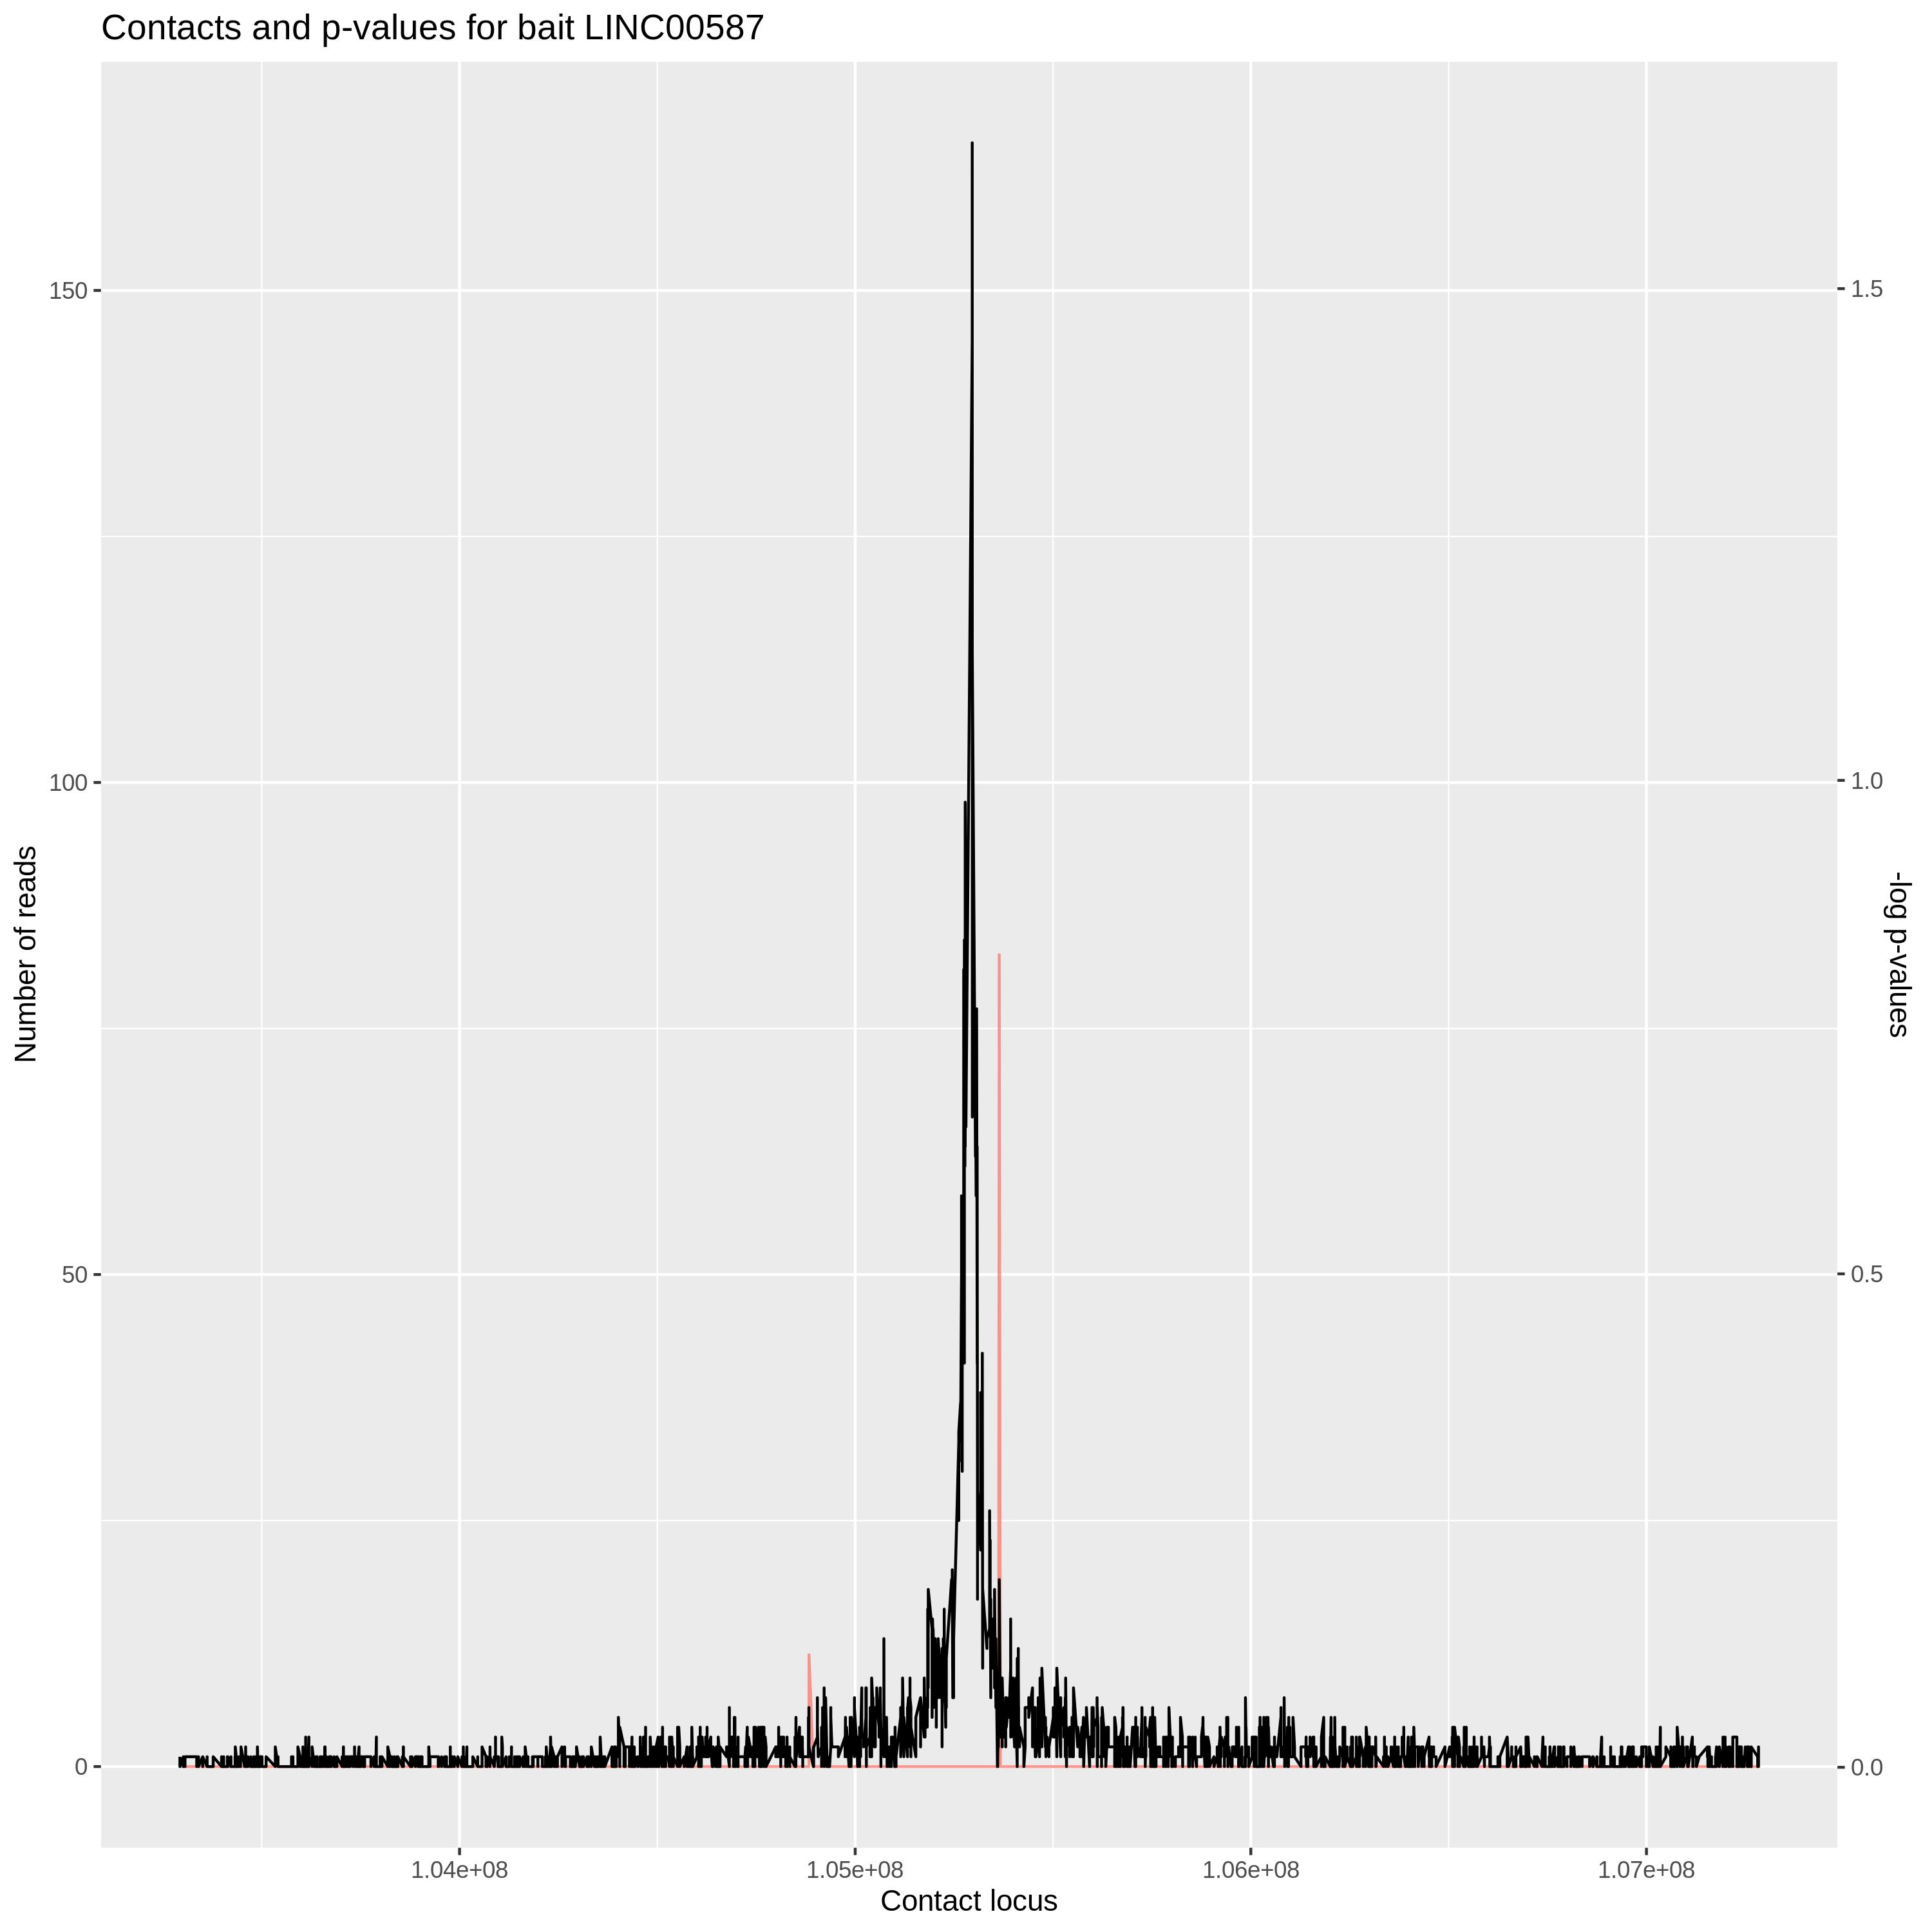 Contacts and p-values for bait LINC00587
150
100
50
0
Number of reads
1.5
1.0
0.5
0.0
-log p-values
1.04e+08
1.05e+08
1.06e+08
1.07e+08
Contact locus